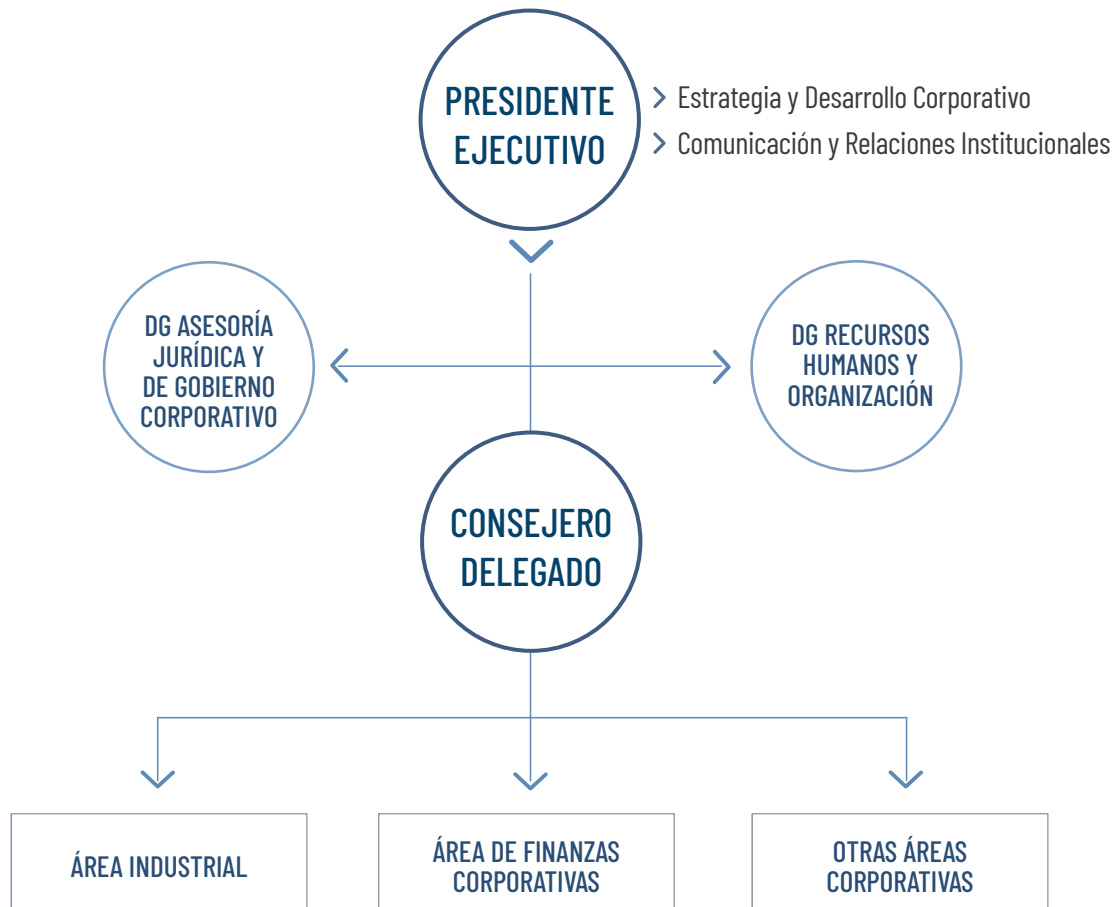 PRESIDENTE
EJECUTIVO
Estrategia y Desarrollo Corporativo
Comunicación y Relaciones Institucionales
DG ASESORÍA
JURÍDICA Y
DE GOBIERNO
CORPORATIVO
DG RECURSOS
HUMANOS Y
ORGANIZACIÓN
CONSEJERO
DELEGADO
ÁREA INDUSTRIAL
ÁREA DE FINANZAS
CORPORATIVAS
OTRAS ÁREAS
CORPORATIVAS